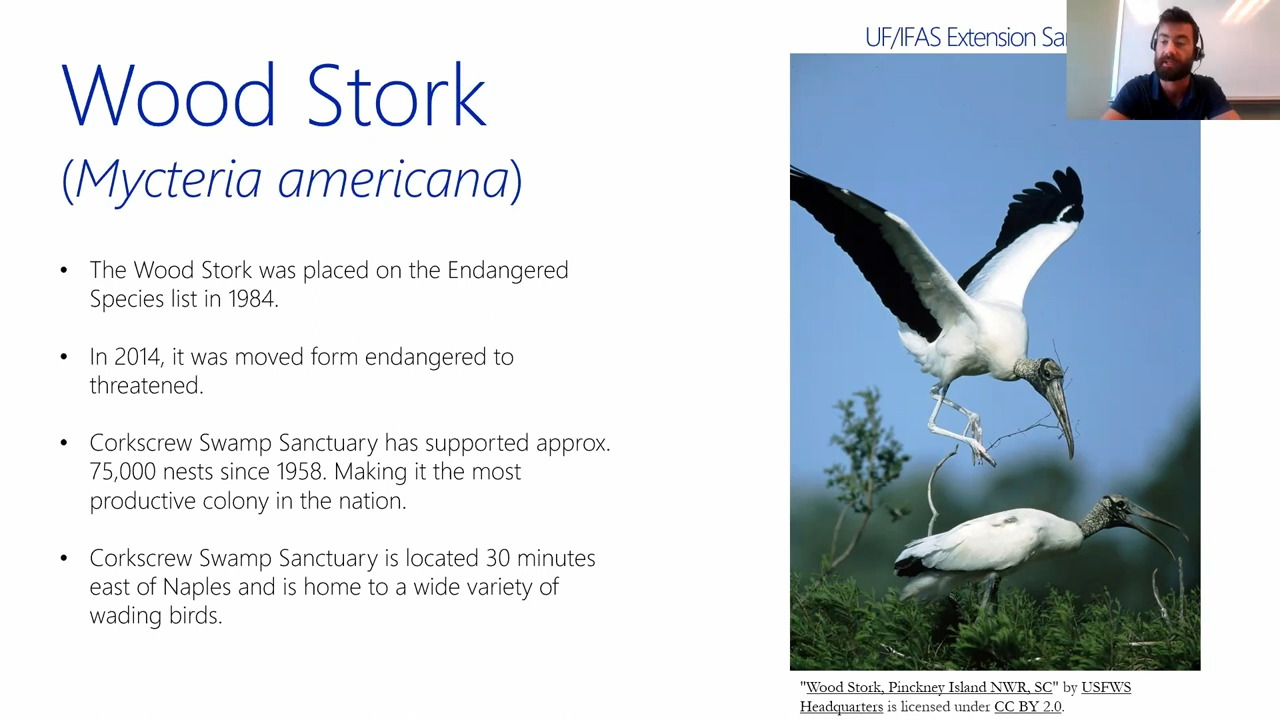 UF/IFAS Extension
Wood Stork
(Mycteria americana)
• The Wood Stork was placed on the Endangered
Species list in 1984.
• In 2014, it was moved form endangered to
threatened.
• Corkscrew Swamp Sanctuary has supported approx.
75,000 nests since 1958. Making it the most
productive colony in the nation.
• Corkscrew Swamp Sanctuary is located 30 minutes
east of Naples and is home to a wide variety of
wading birds.
"Wood Stork, Pinckney Island NWR, SC" by USFWS
Headquarters is licensed under CC BY 2.0.